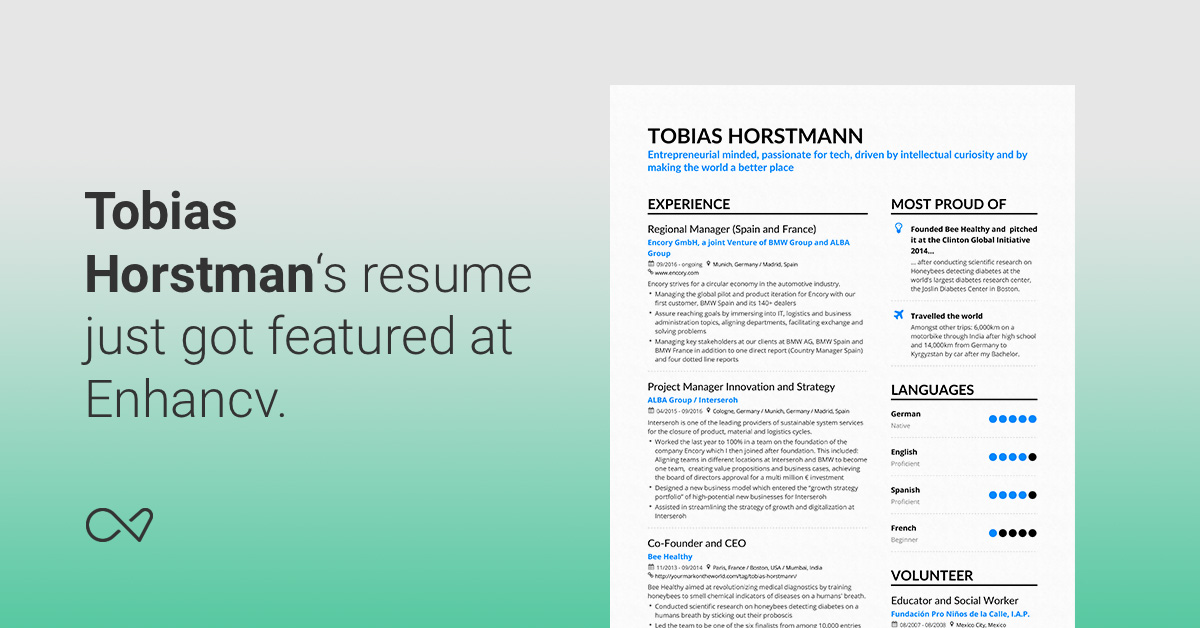 Tobias
Horstman‘s resume
just got featured at
Enhancv.
TOBIAS HORSTMANN
Entrepreneurial minded, passionate for tech, driven by intellectual curiosity and by
making the world a better place
EXPERIENCE
Regional Manager (Spain and France)
Encory GmbH, a joint Venture of BMW Group and ALBA
Group
09/2016 - ongoing Munich, Germany / Madrid, Spain
www.encory.com
Encory strives for a circular economy in the automotive industry.
• Managing the global pilot and product iteration for Encory with our
first customer, BMW Spain and its 140+ dealers
• Assure reaching goals by immersing into IT, logistics and business
administration topics, aligning departments, facilitating exchange and
solving problems
• Managing key stakeholders at our clients at BMW AG, BMW Spain and
BMW France in addition to one direct report (Country Manager Spain)
and four dotted line reports
Project Manager Innovation and Strategy
ALBA Group / Interseroh
04/2015 - 09/2016 Cologne, Germany / Munich, Germany / Madrid, Spain
Interseroh is one of the leading providers of sustainable system services
for the closure of product, material and logistics cycles.
• Worked the last year to 100% in a team on the foundation of the
company Encory which I then joined after foundation. This included:
Aligning teams in different locations at Interseroh and BMW to become
one team, creating value propositions and business cases, achieving
the board of directors approval for a multi million € investment
• Designed a new business model which entered the "growth strategy
portfolio" of high-potential new businesses for Interseroh
• Assisted in streamlining the strategy of growth and digitalization at
Interseroh
Co-Founder and CEO
Bee Healthy
11/2013 - 09/2014 Paris, France / Boston, USA / Mumbai, India
http://yourmarkontheworld.com/tag/tobias-horstmann/
Bee Healthy aimed at revolutionizing medical diagnostics by training
honeybees to smell chemical indicators of diseases on a humans' breath.
• Conducted scientific research on honeybees detecting diabetes on a
humans breath by sticking out their proboscis
• Led the team to be one of the six finalists from among 10,000 entries
MOST PROUD OF
Founded Bee Healthy and pitched
it at the Clinton Global Initiative
2014...
... after conducting scientific research on
Honeybees detecting diabetes at the
world's largest diabetes research center,
the Joslin Diabetes Center in Boston.
Travelled the world
Amongst other trips: 6,000km on a
motorbike through India after high school
and 14,000km from Germany to
Kyrgyzstan by car after my Bachelor.
LANGUAGES
German
Native
English
Proficient
Spanish
Proficient
French
Beginner
VOLUNTEER
Educator and Social Worker
Fundación Pro Niños de la Calle, I.A.P.
08/2007 - 08/2008 Mexico City, Mexico